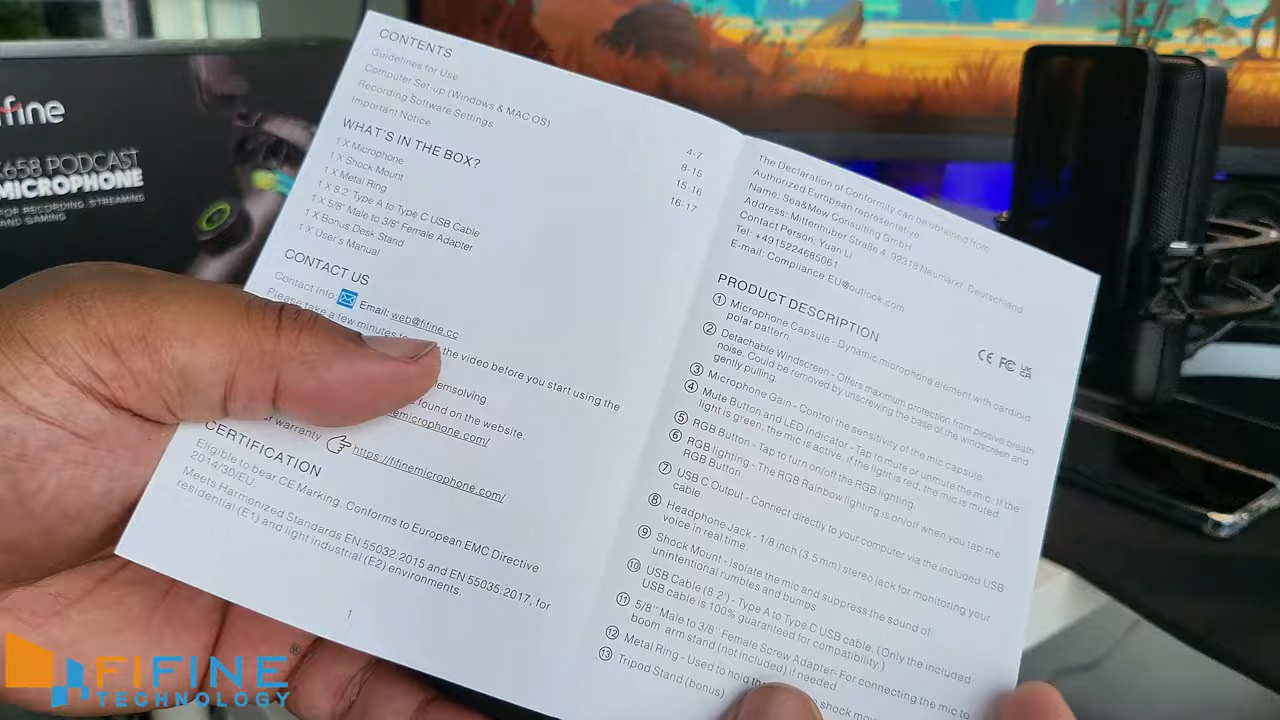 fifine
K658 PODCAST
MICROPHONE
FOR RECORDING, STREAMING
AND GAMING
CONTENTS
Guidelines for Use 4-7
Computer Set-up (Windows & MAC OS) 8-15
Recording Software Settings 15-16
Important Notice 16-17
WHAT'S IN THE BOX?
1 X Microphone
1 X Shock Mount
1 X Metal Ring
1 X 8.2' Type A to Type C USB Cable
1 X 5/8" Male to 3/8" Female Adapter
1 X Bonus Desk Stand
1 X User's Manual
CONTACT US
Contact Info: Email: web@fifine.cc
Please take a few minutes to the video before you start using the
emsolving
found on the website.
emicrophone.com/
warranty https://fifinemicrophone.com/
CERTIFICATION
Eligible to bear CE Marking. Conforms to European EMC Directive
2014/30/EU.
Meets Harmonized Standards EN 55032:2015 and EN 55035:2017, for
residential (E1) and light industrial (E2) environments.
1
The Declaration of Conformity can be obtained from
Authorized European representative
Name: Sea&Mew Consulting GmbH
Address: Mittenhuber Straße 4, 92318 Neumarkt, Deutschland
Contact Person: Yuan Li
Tel: +4915224685061
E-mail: Compliance.EU@outlook.com
CE FC UKCA
PRODUCT DESCRIPTION
① Microphone Capsule - Dynamic microphone element with cardioid
polar pattern.
② Detachable Windscreen - Offers maximum protection from plosive breath
noise. Could be removed by unscrewing the base of the windscreen and
gently pulling.
③ Microphone Gain - Control the sensitivity of the mic capsule.
④ Mute Button and LED Indicator - Tap to mute or unmute the mic. If the
light is green, the mic is active, if the light is red, the mic is muted
⑤ RGB Button - Tap to turn on/off the RGB lighting.
⑥ RGB lighting - The RGB Rainbow lighting is on/off when you tap the
RGB Button.
⑦ USB C Output - Connect directly to your computer via the included USB
cable.
⑧ Headphone Jack - 1/8 inch (3.5 mm) stereo jack for monitoring your
voice in real time.
⑨ Shock Mount - Isolate the mic and suppress the sound of
unintentional rumbles and bumps
⑩ USB Cable (8.2') - Type A to Type C USB cable. (Only the included
USB cable is 100% guaranteed for compatibility.)
⑪ 5/8" Male to 3/8" Female Screw Adapter- For connecting the mic to
boom arm stand (not included) if needed
⑫ Metal Ring - Used to hold the shock mou
⑬ Tripod Stand (bonus)
FIFINE®
TECHNOLOGY